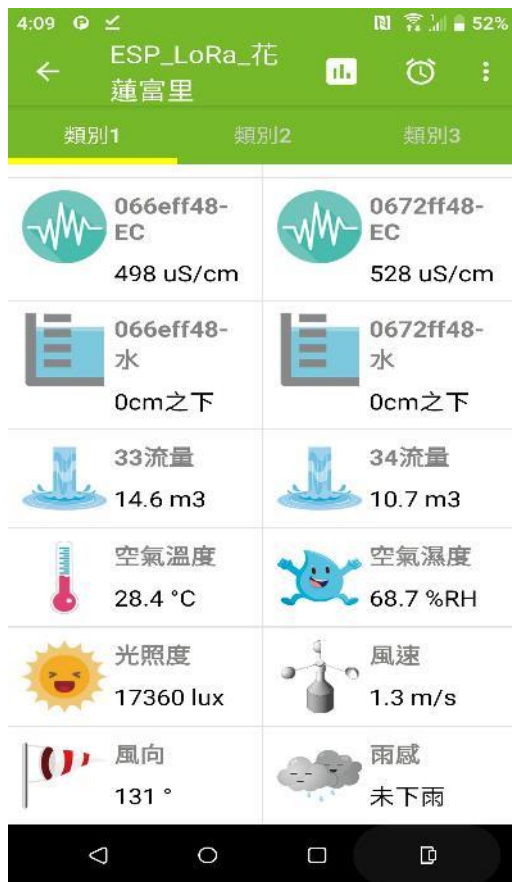 4:09
52%
ESP_LoRa_花
蓮富里
類別1
類別2
類別3
066eff48-
EC
498 uS/cm
0672ff48-
EC
528 uS/cm
066eff48-
水
0cm之下
0672ff48-
水
0cm之下
33流量
14.6 m3
34流量
10.7 m3
空氣溫度
28.4 °C
空氣濕度
68.7 %RH
光照度
17360 lux
風速
1.3 m/s
風向
131 °
雨感
未下雨